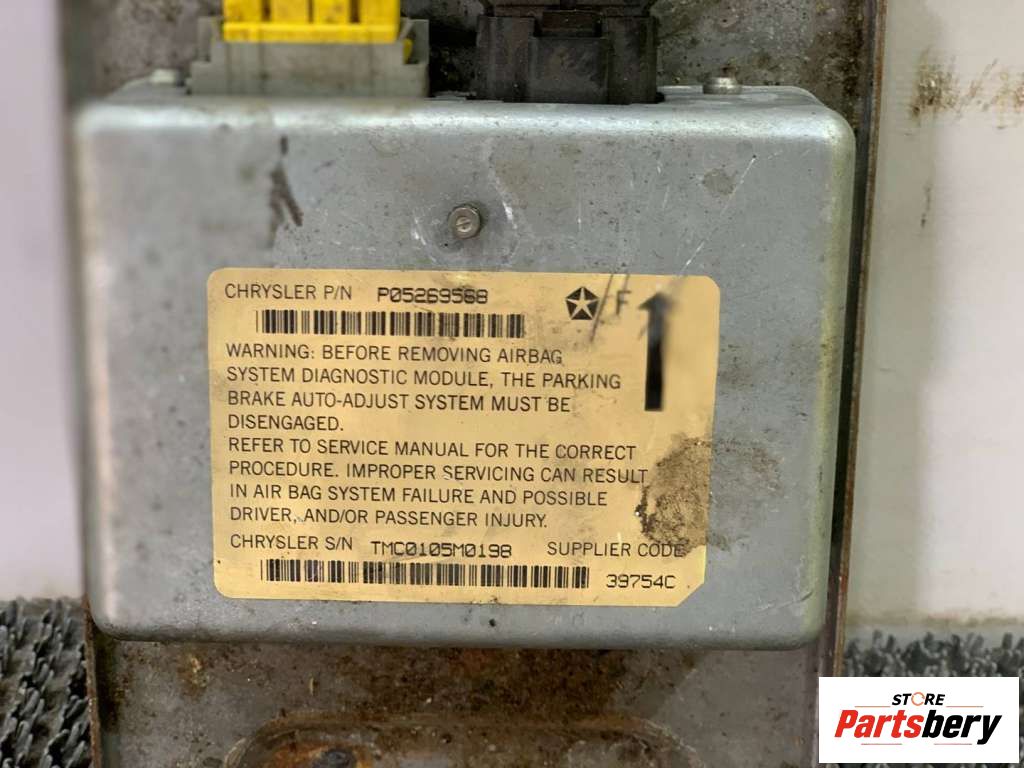 CHRYSLER P/N P05269568
F
WARNING: BEFORE REMOVING AIRBAG
SYSTEM DIAGNOSTIC MODULE, THE PARKING
BRAKE AUTO-ADJUST SYSTEM MUST BE
DISENGAGED.
REFER TO SERVICE MANUAL FOR THE CORRECT
PROCEDURE. IMPROPER SERVICING CAN RESULT
IN AIR BAG SYSTEM FAILURE AND POSSIBLE
DRIVER, AND/OR PASSENGER INJURY.
CHRYSLER S/N TMC0105M0198 SUPPLIER CODE
39754C
STORE
Partsbery